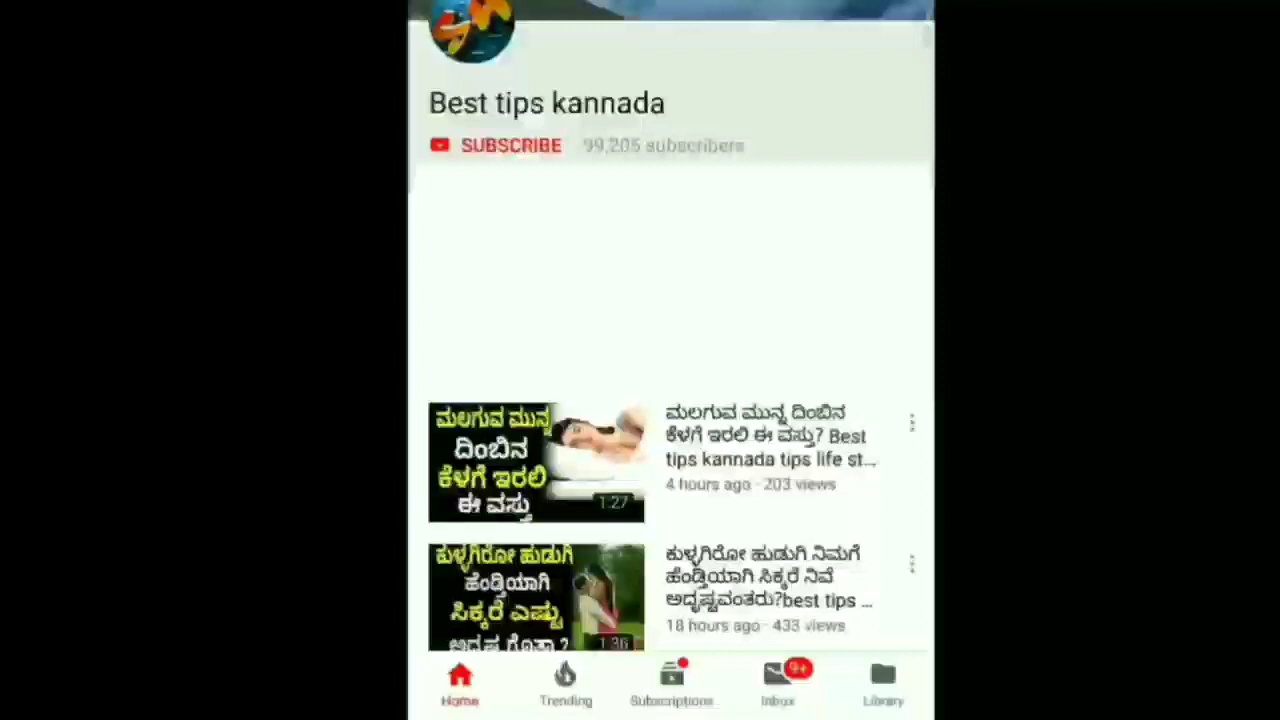 Best tips kannada
SUBSCRIBE 99,205 subscribers
ಮಲಗುವ ಮುನ್ನ
ದಿಂಬಿನ
ಕೆಳಗೆ ಇರಲಿ
ಈ ವಸ್ತು
1:27
ಮಲಗುವ ಮುನ್ನ ದಿಂಬಿನ
ಕೆಳಗೆ ಇರಲಿ ಈ ವಸ್ತು? Best
tips kannada tips life st...
4 hours ago · 203 views
ಕುಳ್ಳಗಿರೋ ಹುಡುಗಿ
ಹೆಂಡ್ತಿಯಾಗಿ
ಸಿಕ್ಕರೆ ಎಷ್ಟು
1:36
ಕುಳ್ಳಗಿರೋ ಹುಡುಗಿ ನಿಮಗೆ
ಹೆಂಡ್ತಿಯಾಗಿ ಸಿಕ್ಕರೆ ನಿವೆ
ಅದೃಷ್ಟವಂತರು?best tips ...
18 hours ago · 433 views
Home Trending Subscriptions 9+ Inbox Library